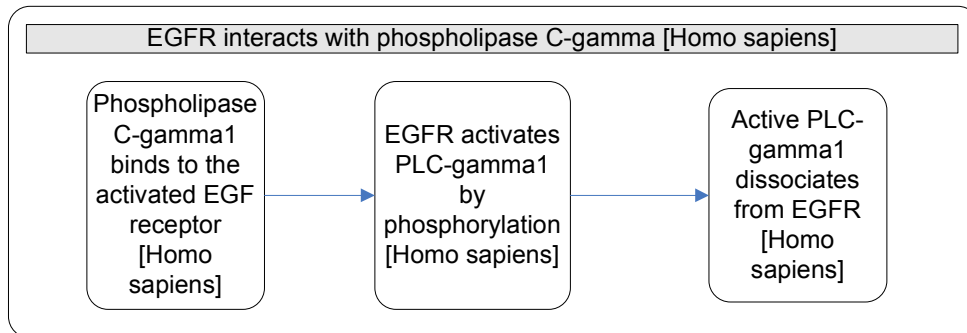 EGFR interacts with phospholipase C-gamma [Homo sapiens]
Phospholipase
C-gamma1
binds to the
activated EGF
receptor
[Homo
sapiens]
EGFR activates
PLC-gamma1
by
phosphorylation
[Homo sapiens]
Active PLC-
gamma1
dissociates
from EGFR
[Homo
sapiens]